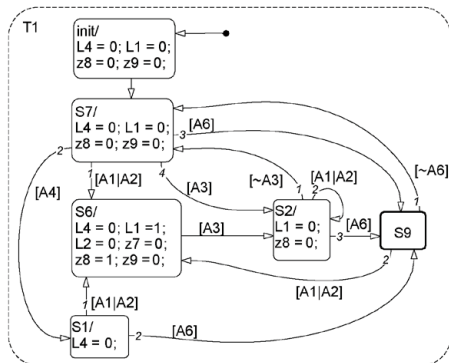 T1
init/
L4 = 0; L1 = 0;
z8 = 0; z9 = 0;
S7/
L4 = 0; L1 = 0;
z8 = 0; z9 = 0;
3
[A6]
2
1
4
[A4]
[A1|A2]
[A3]
[~A3]
[A1|A2]
[~A6]
S6/
L4 = 0; L1 =1;
L2 = 0; z7 = 0;
z8 = 1; z9 = 0;
[A3]
1
2
S2/
L1 = 0;
z8 = 0;
3
[A6]
1
S9
2
[A1|A2]
1
[A1|A2]
S1/
L4 = 0;
2
[A6]